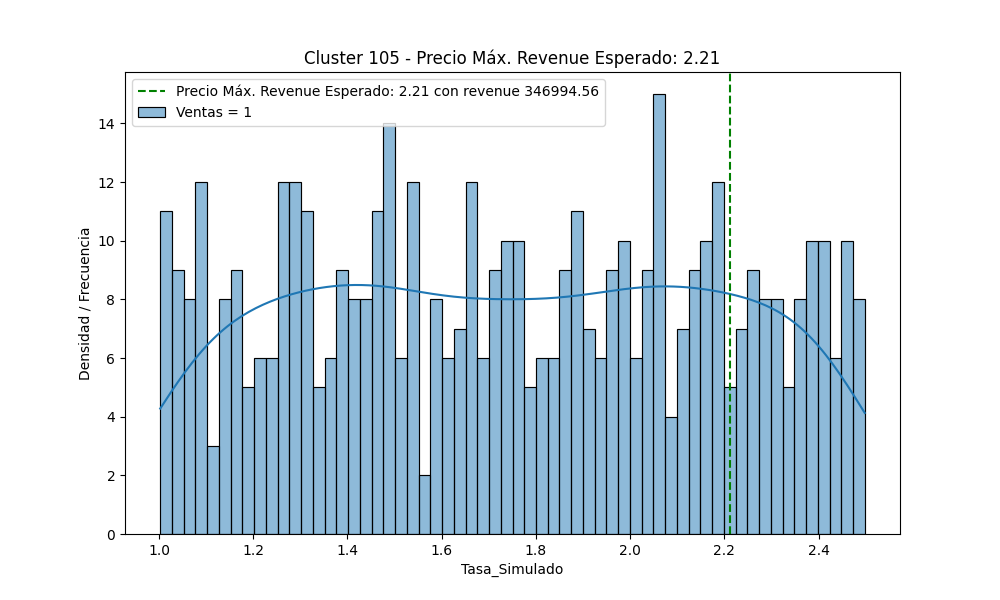 Cluster 105 - Precio Máx. Revenue Esperado: 2.21
Precio Máx. Revenue Esperado: 2.21 con revenue 346994.56
Ventas = 1
Densidad / Frecuencia
14
12
10
8
6
4
2
0
1.0 1.2 1.4 1.6 1.8 2.0 2.2 2.4
Tasa_Simulado